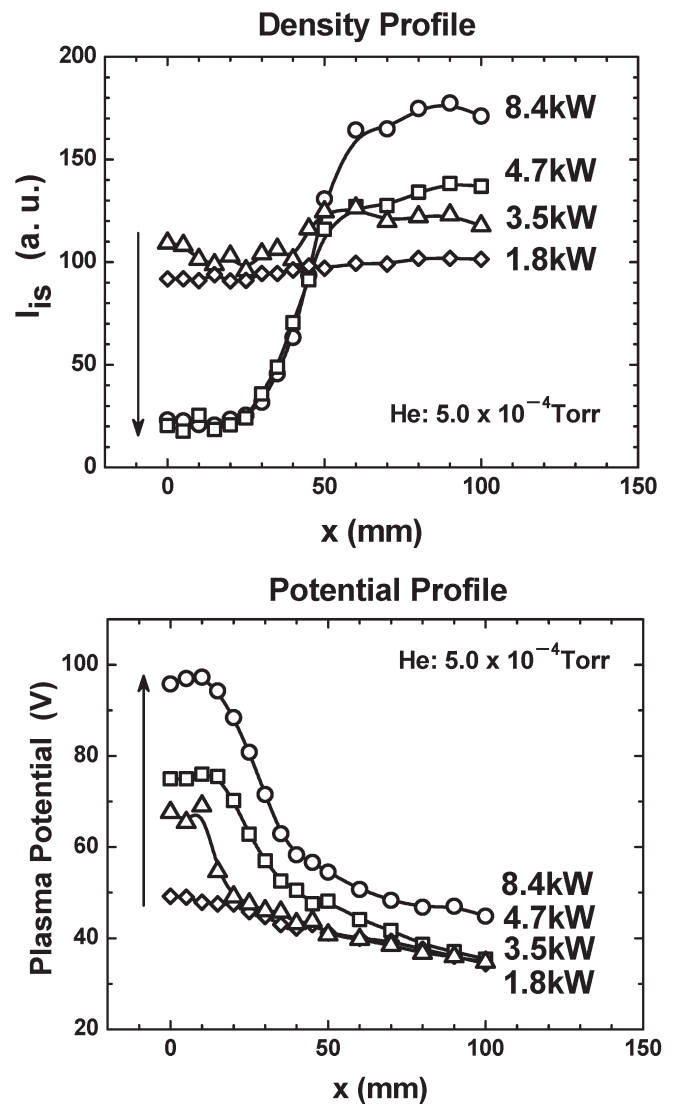 Density Profile
200
150
100
50
0
I_is (a. u.)
8.4kW
4.7kW
3.5kW
1.8kW
He: 5.0 x 10⁻⁴Torr
0 50 100 150
x (mm)
Potential Profile
100
80
60
40
20
Plasma Potential (V)
He: 5.0 x 10⁻⁴Torr
8.4kW
4.7kW
3.5kW
1.8kW
0 50 100 150
x (mm)